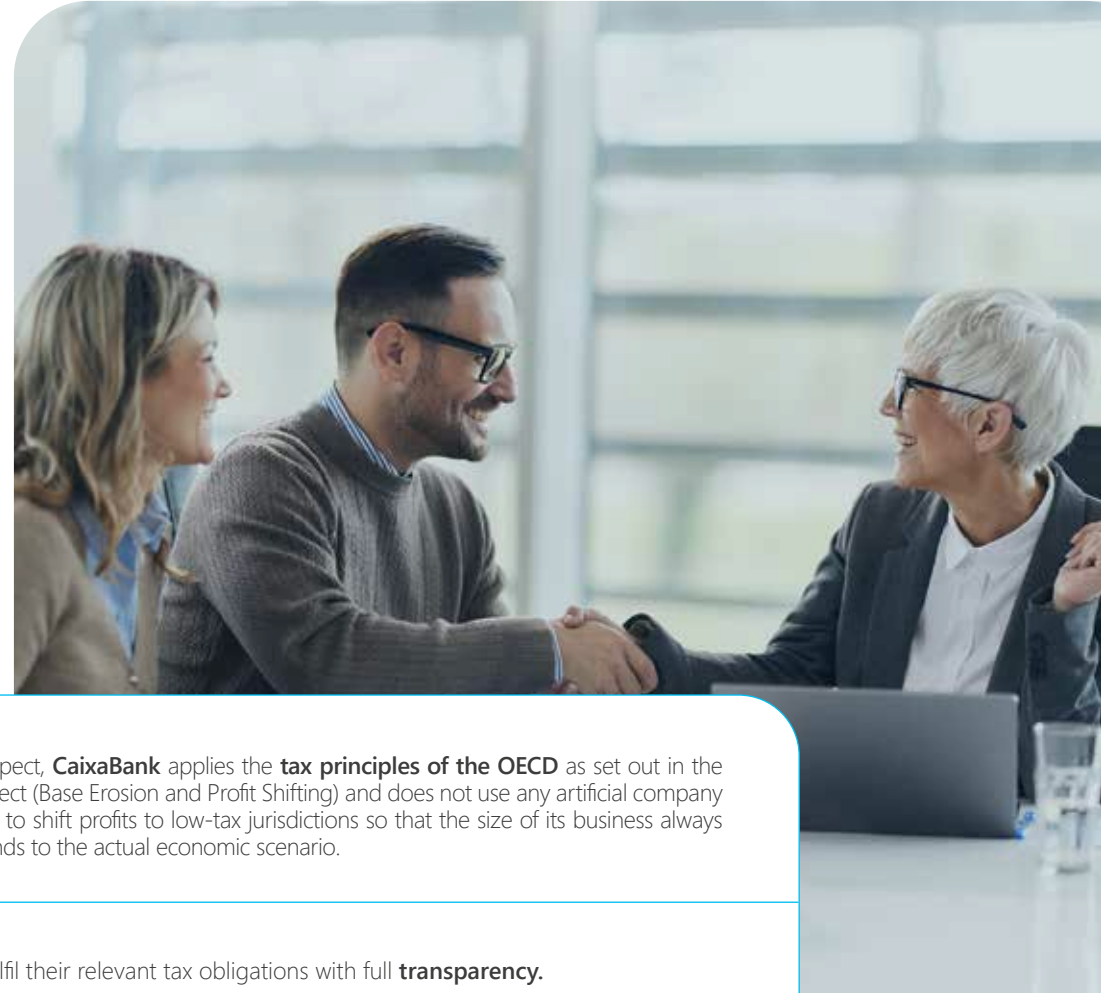 pect, CaixaBank applies the tax principles of the OECD as set out in the
ect (Base Erosion and Profit Shifting) and does not use any artificial company
to shift profits to low-tax jurisdictions so that the size of its business always
nds to the actual economic scenario.
lfil their relevant tax obligations with full transparency.